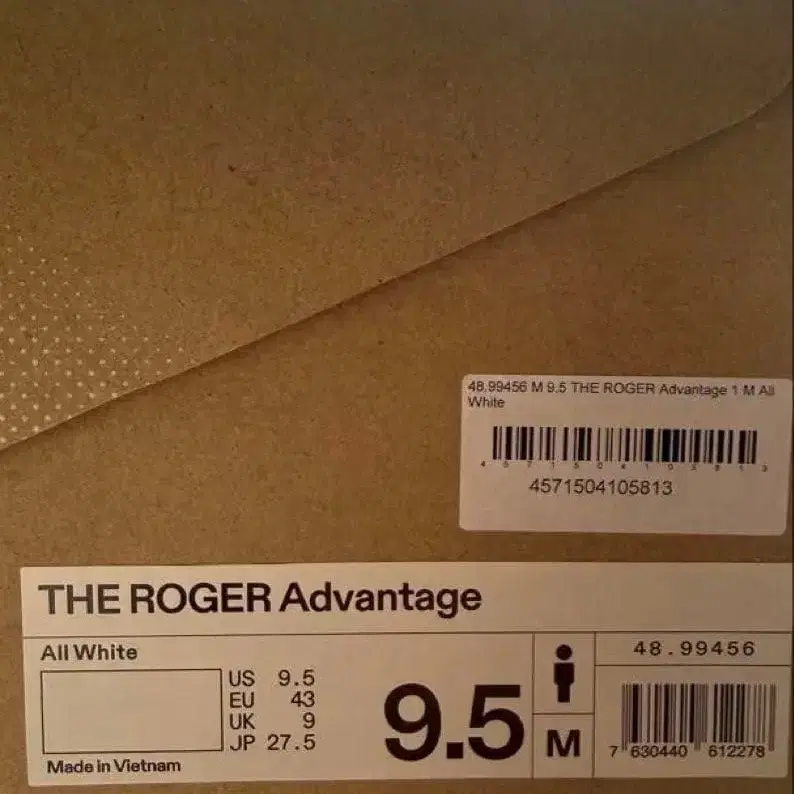 48.99456 M 9.5 THE ROGER Advantage 1 M All
White
4571504105813
4571504105813
THE ROGER Advantage
All White
US 9.5
EU 43
UK 9
JP 27.5
Made in Vietnam
9.5
M
48.99456
7 630440 612278